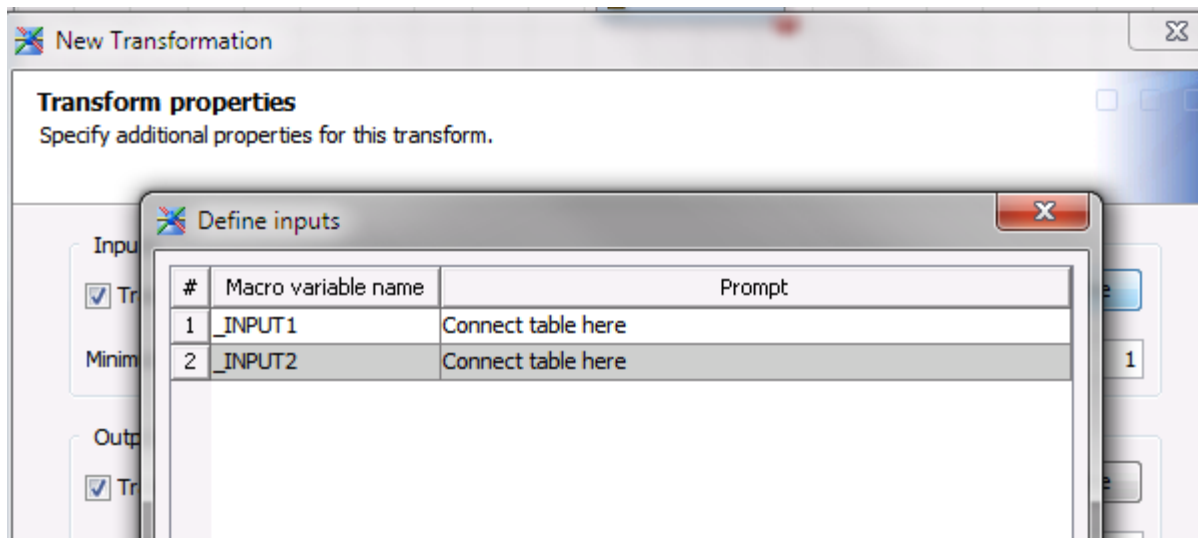 New Transformation
Transform properties
Specify additional properties for this transform.
Define inputs
# Macro variable name Prompt
1 _INPUT1 Connect table here
2 _INPUT2 Connect table here
1